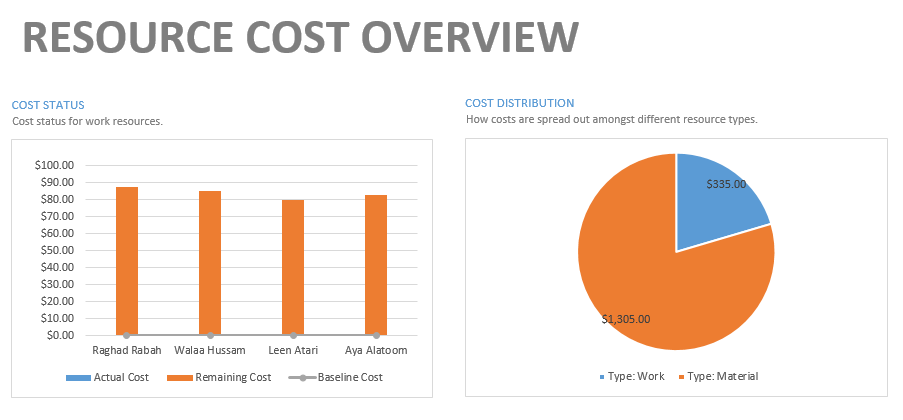 RESOURCE COST OVERVIEW
COST STATUS
Cost status for work resources.
$100.00
$90.00
$80.00
$70.00
$60.00
$50.00
$40.00
$30.00
$20.00
$10.00
$0.00
Raghad Rabah Walaa Hussam Leen Atari Aya Alatoom
Actual Cost Remaining Cost Baseline Cost
COST DISTRIBUTION
How costs are spread out amongst different resource types.
$335.00
$1,305.00
Type: Work Type: Material